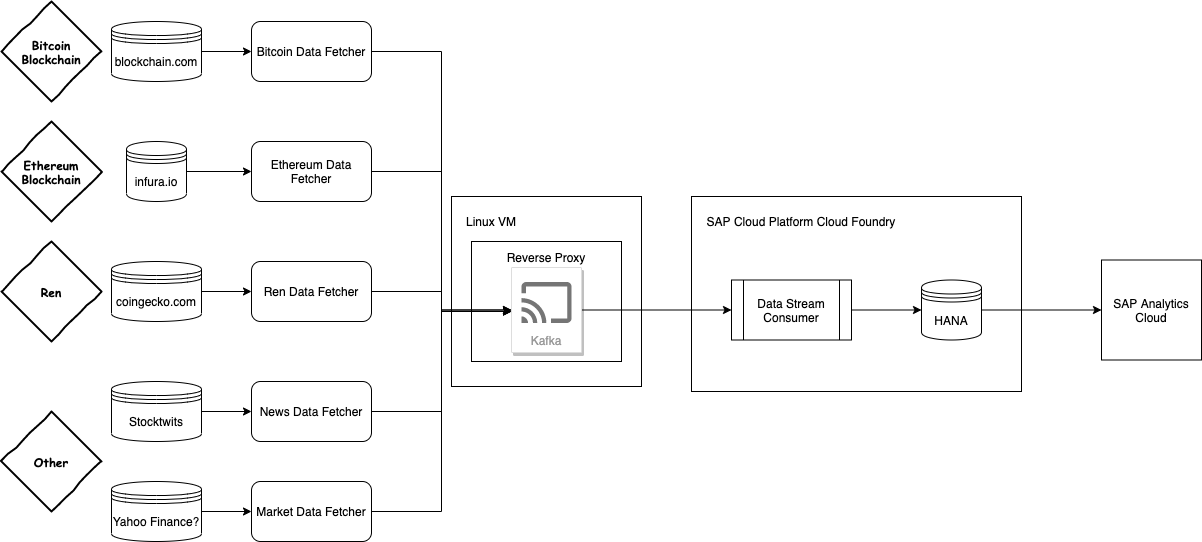 Bitcoin
Blockchain
blockchain.com
Bitcoin Data Fetcher
Ethereum
Blockchain
infura.io
Ethereum Data
Fetcher
Linux VM
SAP Cloud Platform Cloud Foundry
Reverse Proxy
Kafka
Ren
coingecko.com
Ren Data Fetcher
Data Stream
Consumer
HANA
SAP Analytics
Cloud
Other
Stocktwits
News Data Fetcher
Yahoo Finance?
Market Data Fetcher